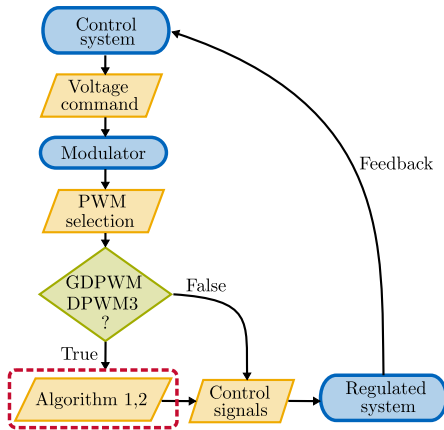 Control
system
Voltage
command
Modulator
PWM
selection
GDPWM
DPWM3
?
False
True
Algorithm 1,2
Control
signals
Regulated
system
Feedback